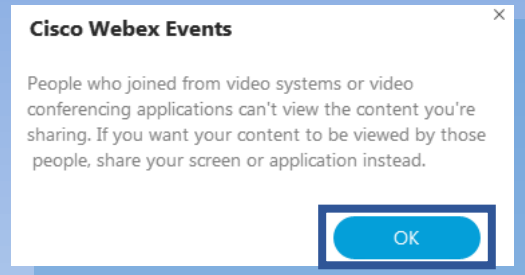 Cisco Webex Events
People who joined from video systems or video
conferencing applications can't view the content you're
sharing. If you want your content to be viewed by those
people, share your screen or application instead.
OK